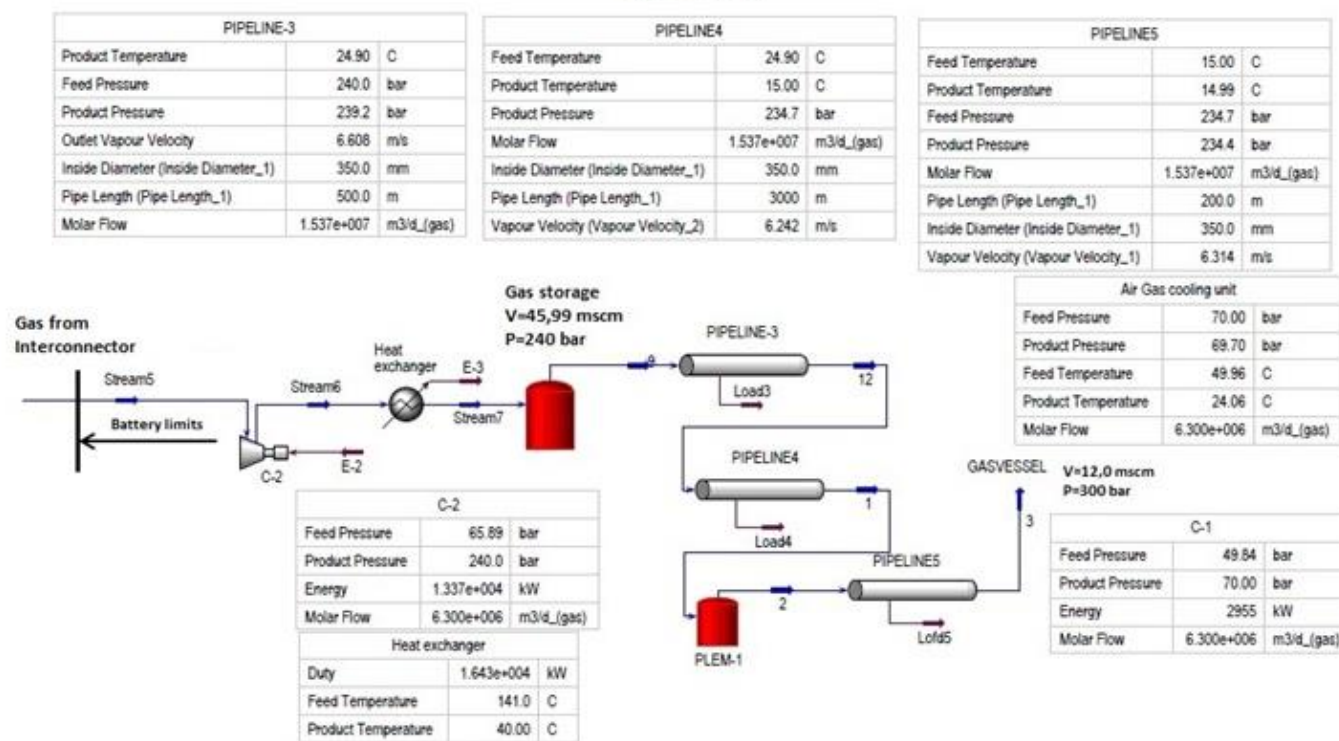 PIPELINE-3
Product Temperature 24.90 C
Feed Pressure 240.0 bar
Product Pressure 239.2 bar
Outlet Vapour Velocity 6.608 m/s
Inside Diameter (Inside Diameter_1) 350.0 mm
Pipe Length (Pipe Length_1) 500.0 m
Molar Flow 1.537e+007 m3/d_(gas)
PIPELINE4
Feed Temperature 24.90 C
Product Temperature 15.00 C
Product Pressure 234.7 bar
Molar Flow 1.537e+007 m3/d_(gas)
Inside Diameter (Inside Diameter_1) 350.0 mm
Pipe Length (Pipe Length_1) 3000 m
Vapour Velocity (Vapour Velocity_2) 6.242 m/s
PIPELINE5
Feed Temperature 15.00 C
Product Temperature 14.99 C
Feed Pressure 234.7 bar
Product Pressure 234.4 bar
Molar Flow 1.537e+007 m3/d_(gas)
Pipe Length (Pipe Length_1) 200.0 m
Inside Diameter (Inside Diameter_1) 350.0 mm
Vapour Velocity (Vapour Velocity_1) 6.314 m/s
Gas from
Interconnector
Stream5
Battery limits
C-2
E-2
Stream6
Heat
exchanger
E-3
Stream7
Gas storage
V=45,99 mscm
P=240 bar
9
PIPELINE-3
Load3
12
PIPELINE4
Load4
1
PLEM-1
2
PIPELINE5
Lofd5
3
GASVESSEL
V=12,0 mscm
P=300 bar
Air Gas cooling unit
Feed Pressure 70.00 bar
Product Pressure 69.70 bar
Feed Temperature 49.96 C
Product Temperature 24.06 C
Molar Flow 6.300e+006 m3/d_(gas)
C-2
Feed Pressure 65.89 bar
Product Pressure 240.0 bar
Energy 1.337e+004 kW
Molar Flow 6.300e+006 m3/d_(gas)
Heat exchanger
Duty 1.643e+004 kW
Feed Temperature 141.0 C
Product Temperature 40.00 C
C-1
Feed Pressure 49.84 bar
Product Pressure 70.00 bar
Energy 2955 kW
Molar Flow 6.300e+006 m3/d_(gas)